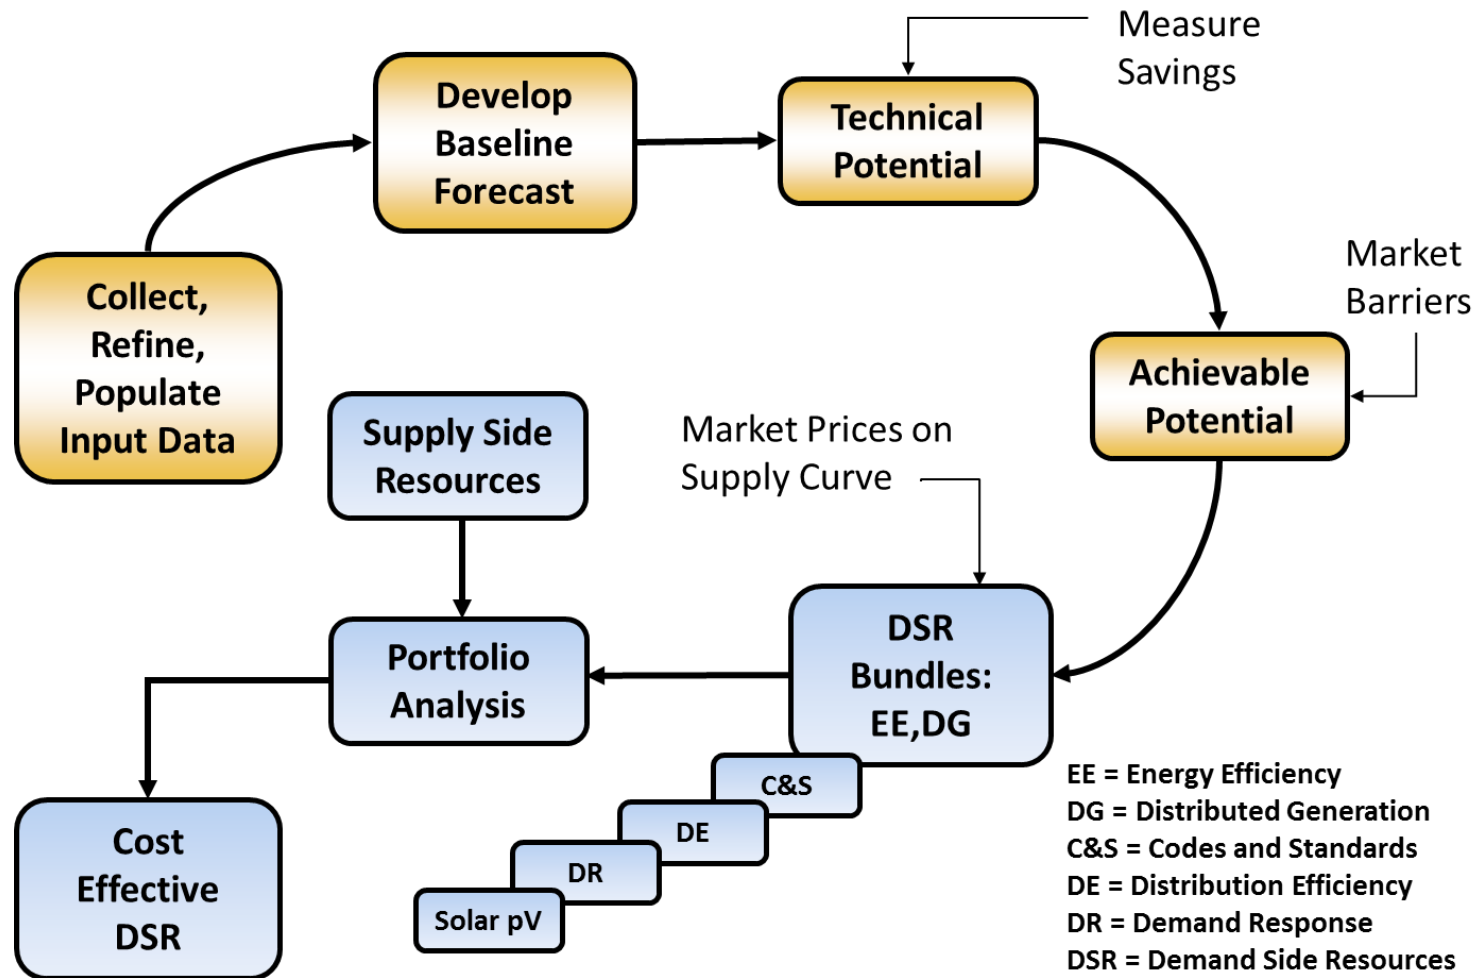 Measure
Savings
Develop
Baseline
Forecast
Technical
Potential
Market
Barriers
Collect,
Refine,
Populate
Input Data
Achievable
Potential
Supply Side
Resources
Market Prices on
Supply Curve
DSR
Bundles:
EE,DG
Portfolio
Analysis
C&S
DE
DR
Solar pV
Cost
Effective
DSR
EE = Energy Efficiency
DG = Distributed Generation
C&S = Codes and Standards
DE = Distribution Efficiency
DR = Demand Response
DSR = Demand Side Resources